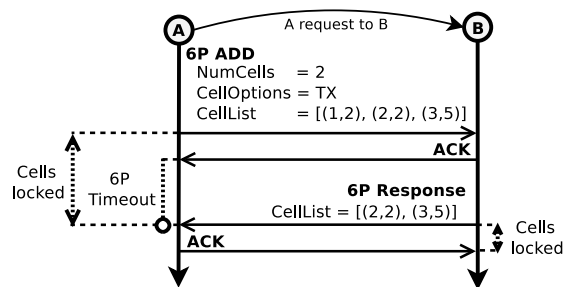 A
A request to B
B
6P ADD
NumCells = 2
CellOptions = TX
CellList = [(1,2), (2,2), (3,5)]
ACK
Cells
locked
6P
Timeout
6P Response
CellList = [(2,2), (3,5)]
Cells
locked
ACK